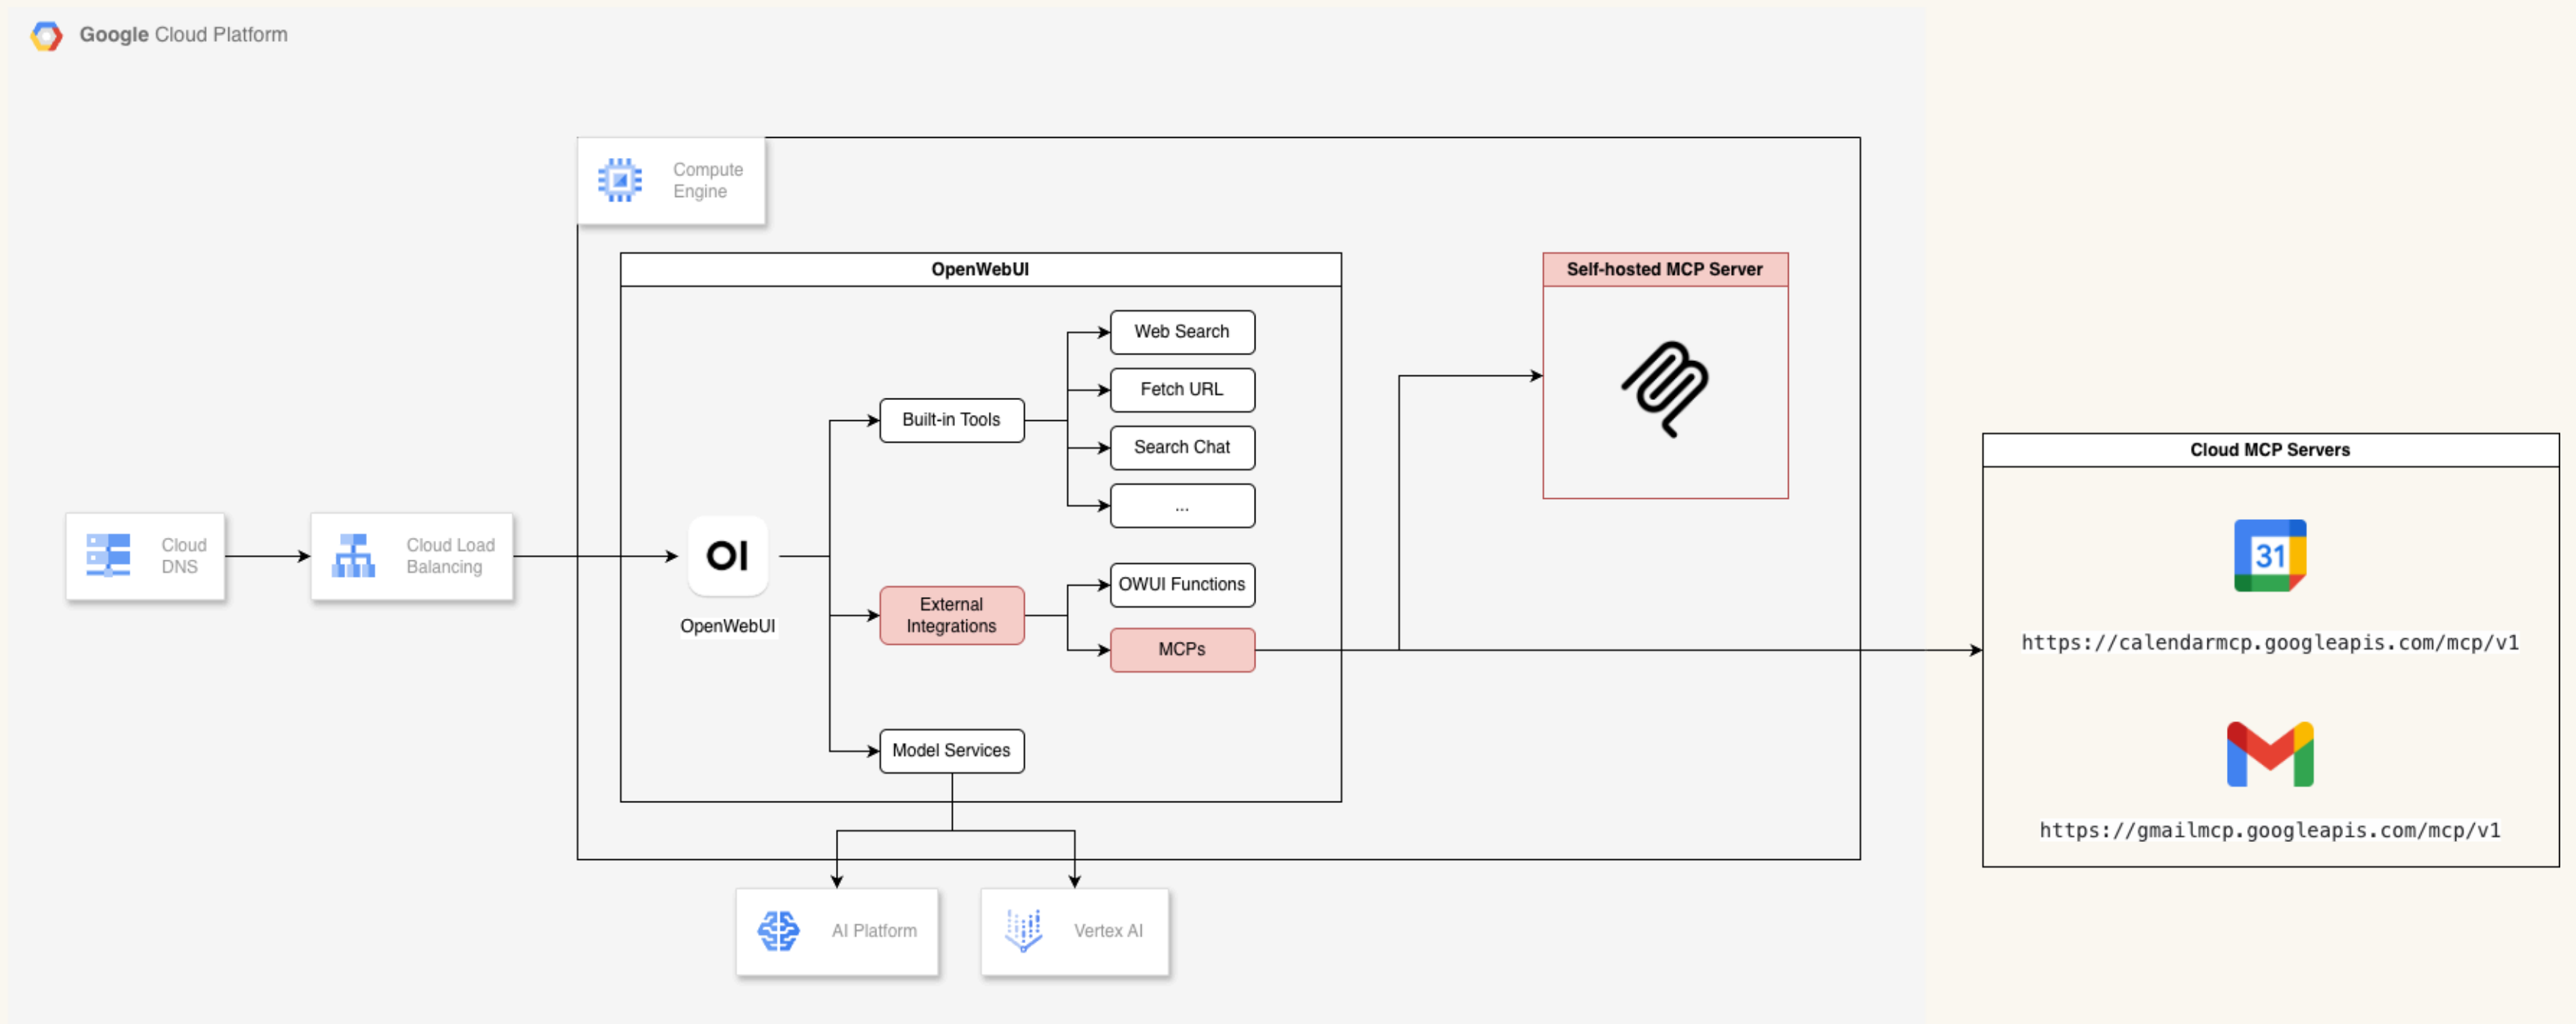 Google Cloud Platform
Compute
Engine
OpenWebUI
Self-hosted MCP Server
Web Search
Fetch URL
Built-in Tools
Search Chat
...
Cloud MCP Servers
31
Cloud
DNS
Cloud Load
Balancing
OI
OpenWebUI
External
Integrations
OWUI Functions
MCPs
https://calendarmcp.googleapis.com/mcp/v1
Model Services
https://gmailmcp.googleapis.com/mcp/v1
AI Platform
Vertex AI